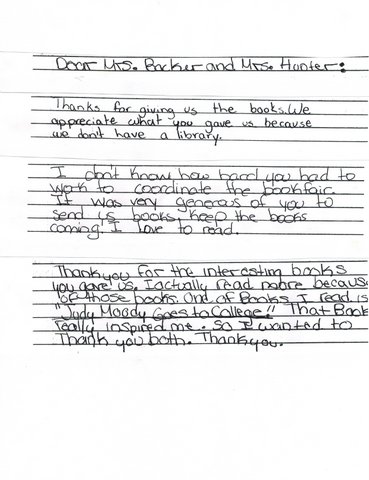 Dear Mrs. Packer and Mrs. Hunter:
Thanks for giving us the books. We
appreciate what you gave us because
we don't have a library.
I don't know how hard you had to
work to coordinate the bookfair.
It was very generous of you to
send us books, keep the books
coming. I love to read.
Thank you for the interesting books
you gave us. I actually read more becaus
of those books. One of Books I read is
"Judy Moody Goes to College." That Book
really inspired me. So I wanted to
Thank you both. Thank you.